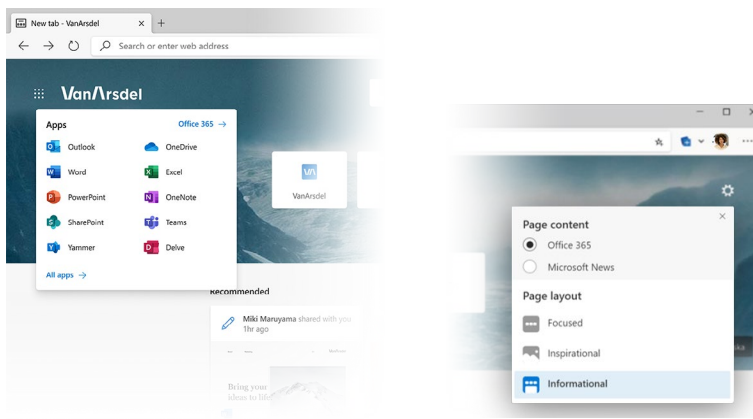 New tab - VanArsdel
Search or enter web address
VanArsdel
Apps
Office 365
Outlook
OneDrive
Word
Excel
PowerPoint
OneNote
SharePoint
Teams
Yammer
Delve
All apps
VanArsdel
Recommended
Miki Maruyama shared with you
1hr ago
Bring your
ideas to life
Page content
Office 365
Microsoft News
Page layout
Focused
Inspirational
Informational